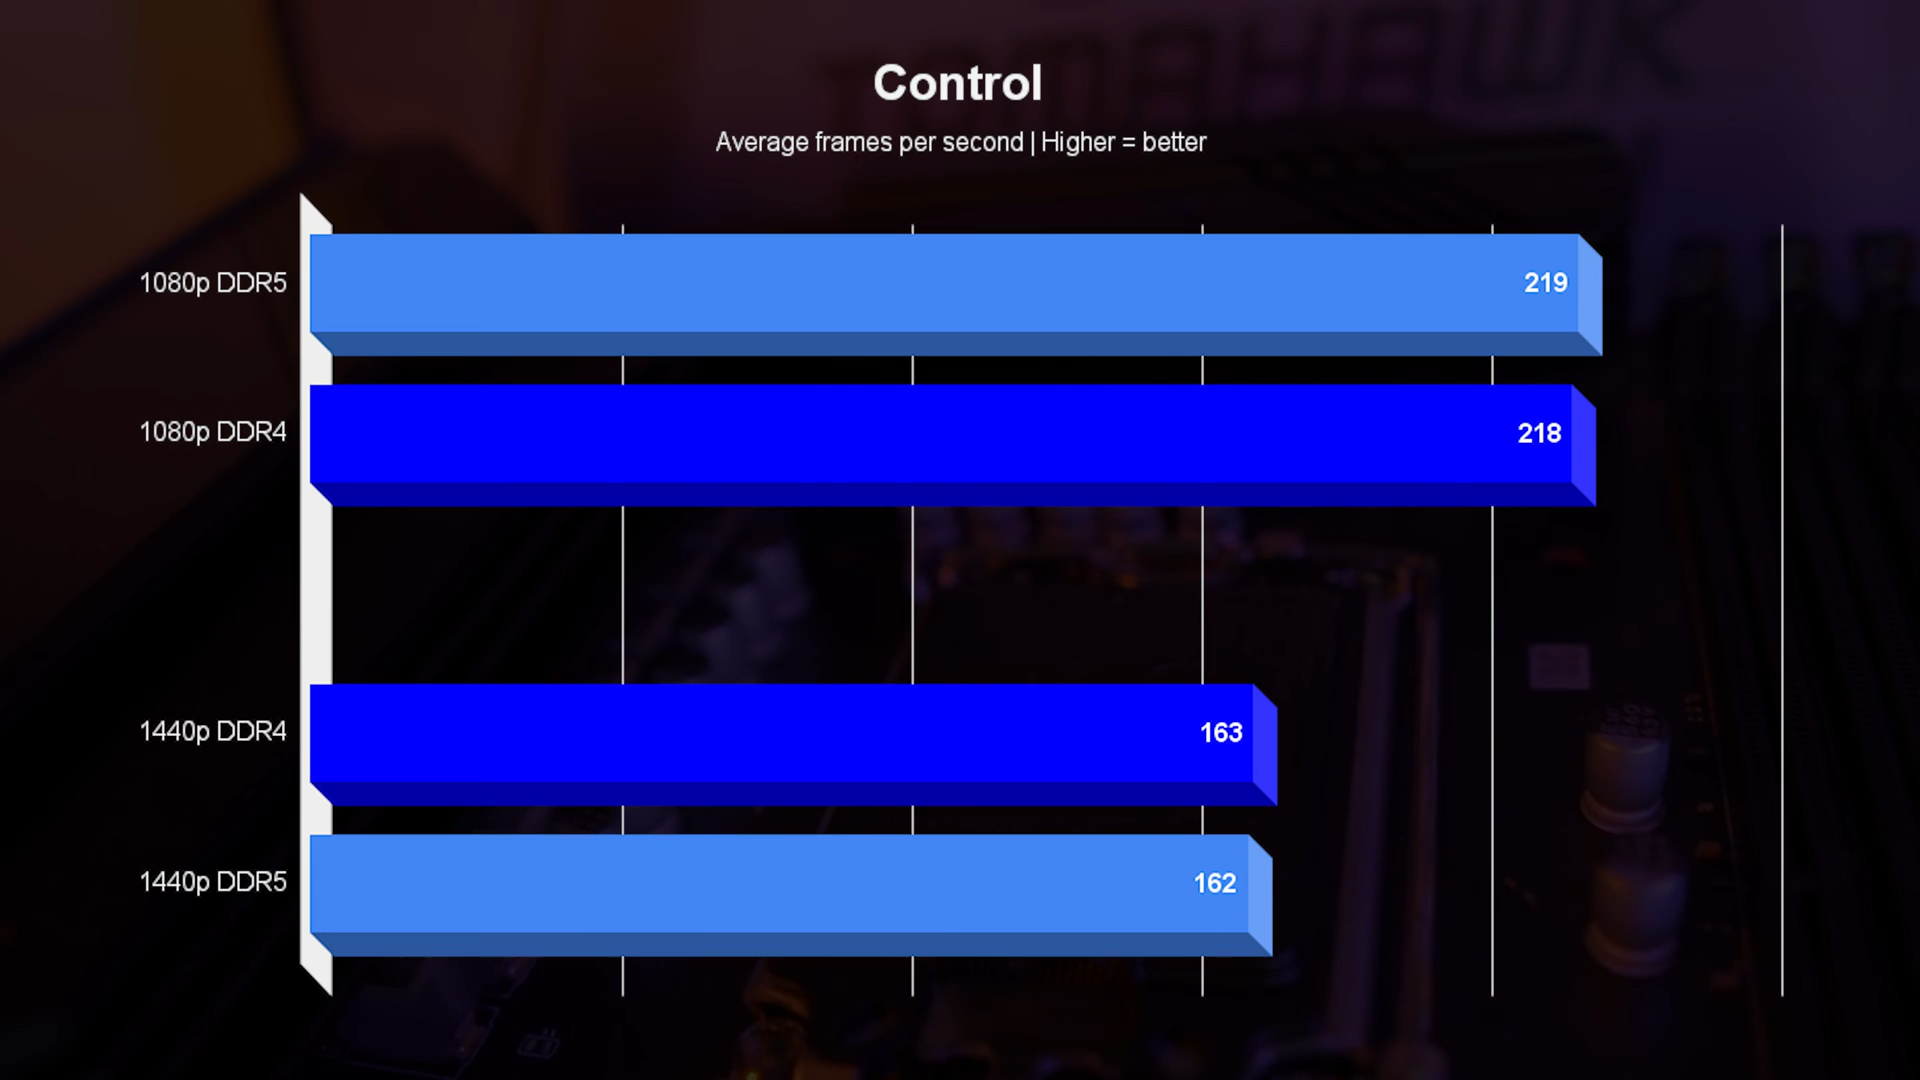 TOMAHAWK
Control
Average frames per second | Higher = better
1080p DDR5
219
1080p DDR4
218
1440p DDR4
163
1440p DDR5
162